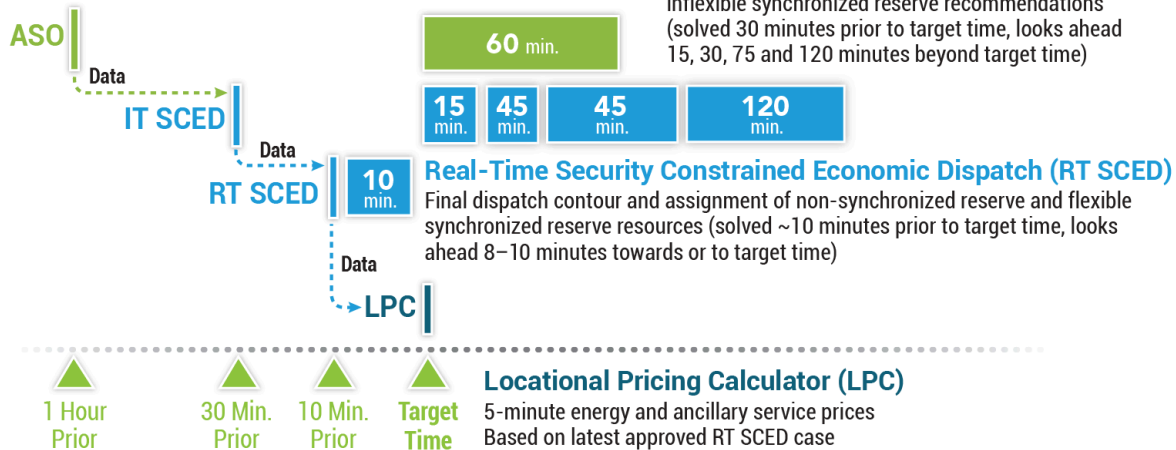 inflexible synchronized reserve recommendations
(solved 30 minutes prior to target time, looks ahead
15, 30, 75 and 120 minutes beyond target time)
ASO
60 min.
Data
IT SCED
15 min.
45 min.
45 min.
120 min.
Data
RT SCED
10 min.
Real-Time Security Constrained Economic Dispatch (RT SCED)
Final dispatch contour and assignment of non-synchronized reserve and flexible
synchronized reserve resources (solved ~10 minutes prior to target time, looks
ahead 8–10 minutes towards or to target time)
Data
LPC
1 Hour
Prior
30 Min.
Prior
10 Min.
Prior
Target
Time
Locational Pricing Calculator (LPC)
5-minute energy and ancillary service prices
Based on latest approved RT SCED case